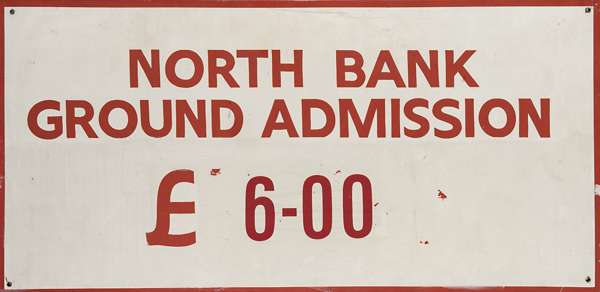 NORTH BANK
GROUND ADMISSION
£ 6-00